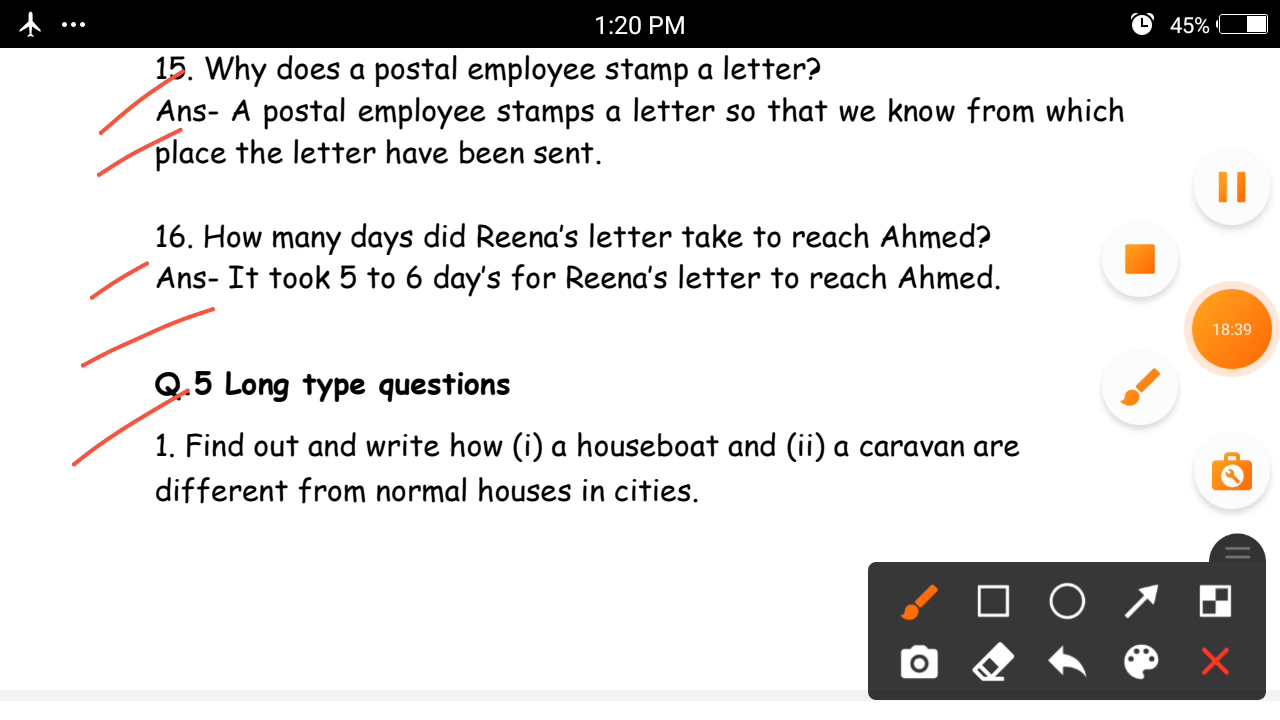 1:20 PM
45%
15. Why does a postal employee stamp a letter?
Ans- A postal employee stamps a letter so that we know from which
place the letter have been sent.
16. How many days did Reena's letter take to reach Ahmed?
Ans- It took 5 to 6 day's for Reena's letter to reach Ahmed.
18:39
Q.5 Long type questions
1. Find out and write how (i) a houseboat and (ii) a caravan are
different from normal houses in cities.